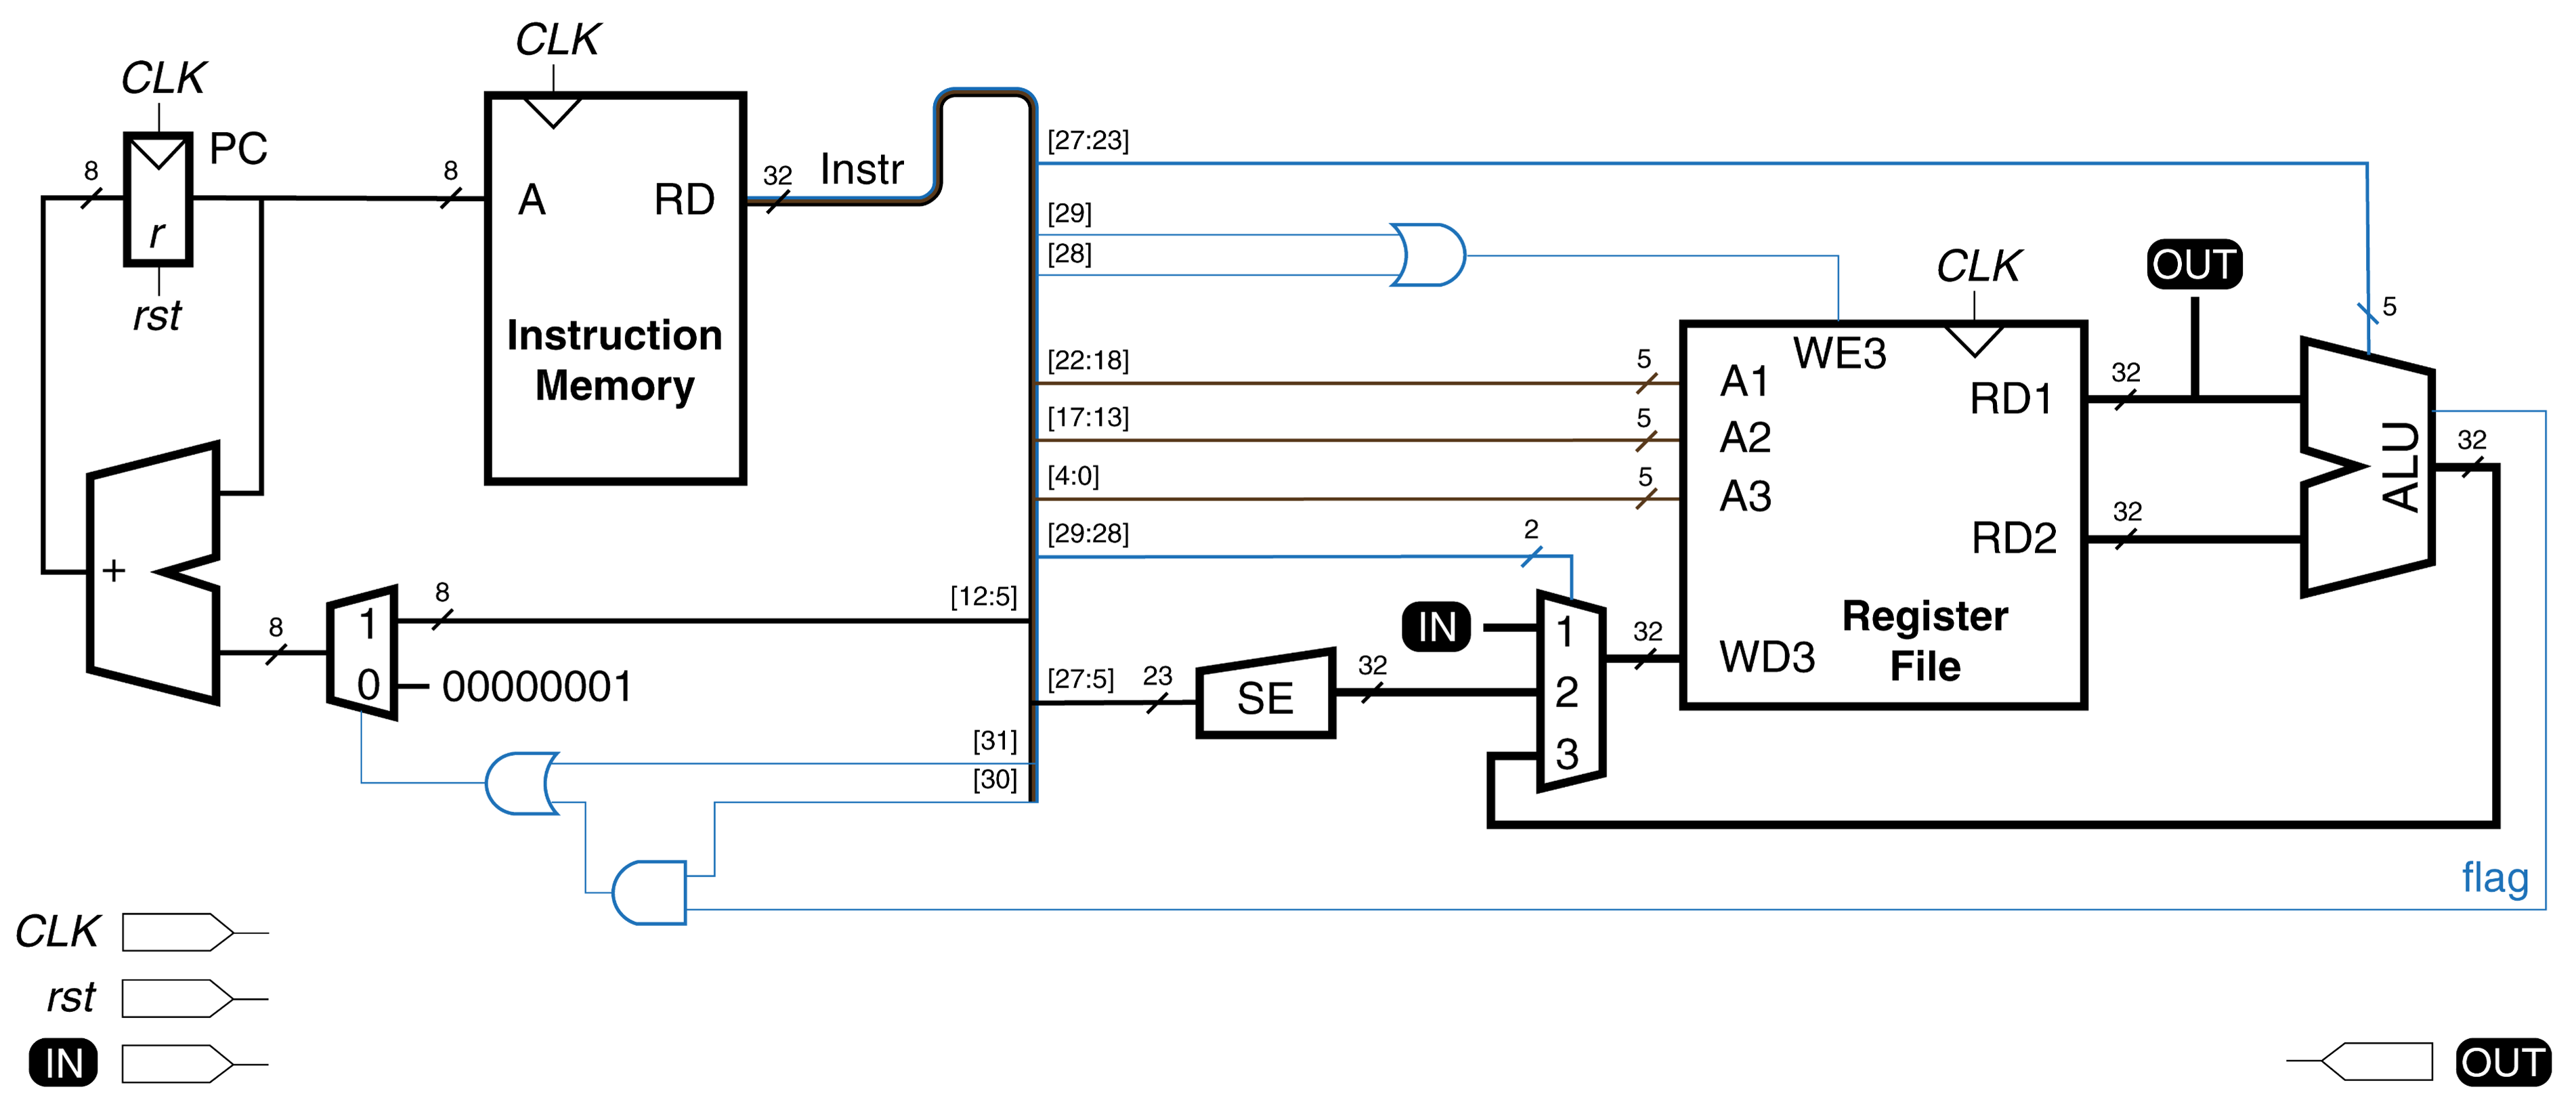 CLK
CLK
8
PC
r
rst
8
A
RD
Instruction
Memory
32
Instr
[27:23]
[29]
[28]
[22:18]
[17:13]
[4:0]
[29:28]
[12:5]
[27:5]
[31]
[30]
5
5
5
2
CLK
WE3
A1
A2
A3
WD3
RD1
RD2
Register
File
OUT
5
32
32
ALU
32
+
8
1
0
8
00000001
23
SE
32
IN
1
2
3
32
flag
CLK
rst
IN
OUT